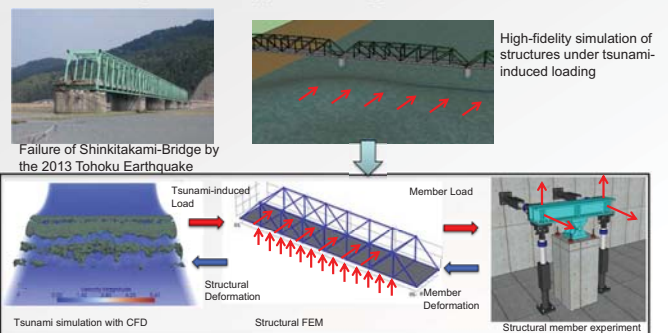 High-fidelity simulation of
structures under tsunami-
induced loading
Failure of Shinkitakami-Bridge by
the 2013 Tohoku Earthquake
Tsunami-induced
Load
Member Load
Structural
Deformation
Member
Deformation
Tsunami simulation with CFD
Structural FEM
Structural member experiment